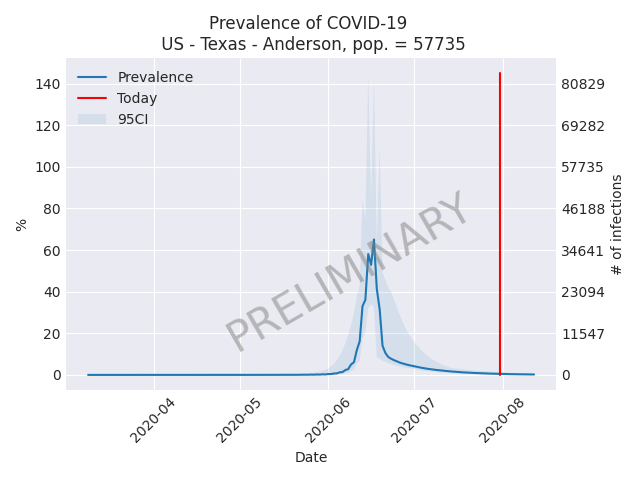 Prevalence of COVID-19
US - Texas - Anderson, pop. = 57735
Prevalence
Today
95CI
140
120
100
80
60
40
20
0
%
80829
69282
57735
46188
34641
23094
11547
0
# of infections
PRELIMINARY
2020-04
2020-05
2020-06
2020-07
2020-08
Date